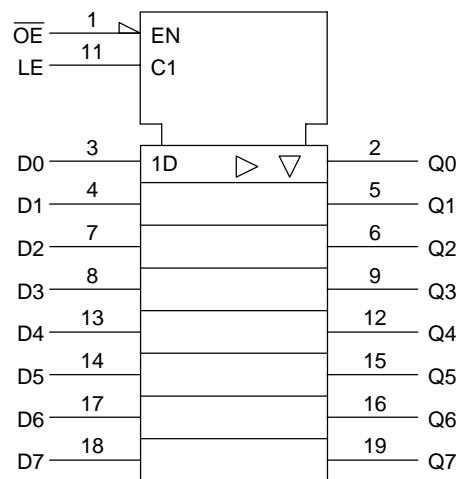 O̅E̅ 1 EN
LE 11 C1
D0 3 1D 2 Q0
D1 4 5 Q1
D2 7 6 Q2
D3 8 9 Q3
D4 13 12 Q4
D5 14 15 Q5
D6 17 16 Q6
D7 18 19 Q7